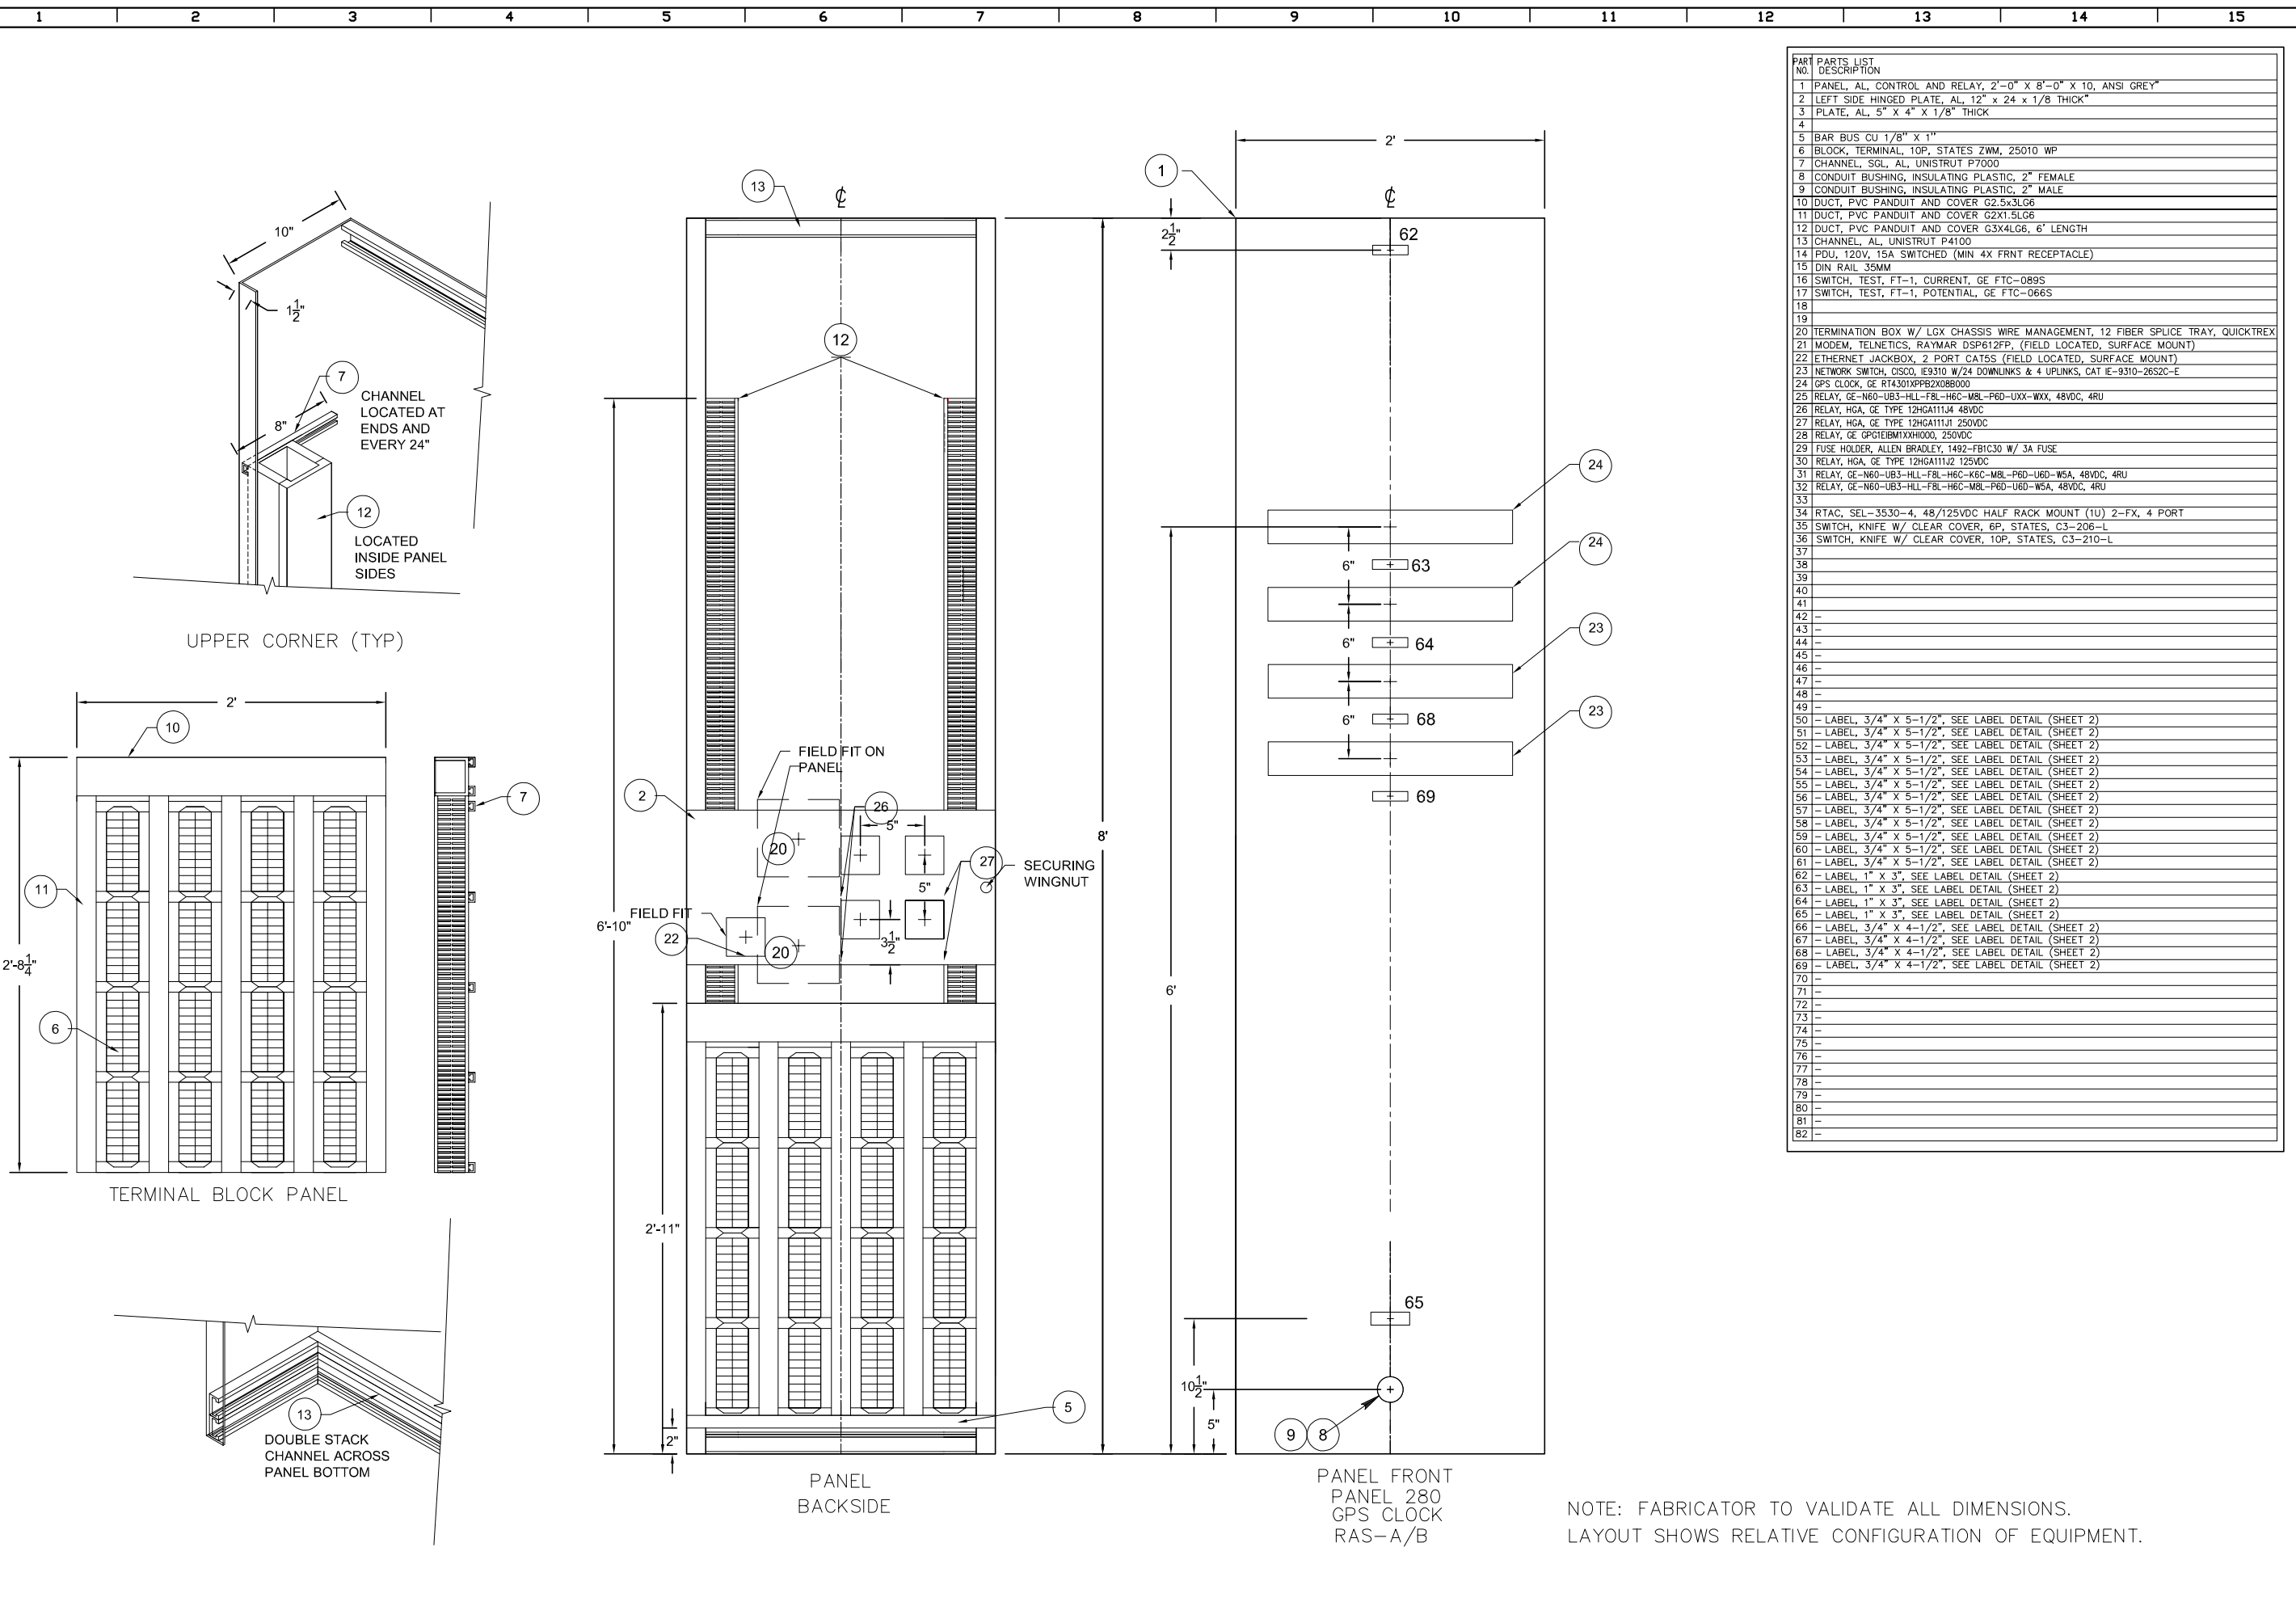 1 2 3 4 5 6 7 8 9 10 11 12 13 14 15
10"
1 1/2"
7
CHANNEL
LOCATED AT
ENDS AND
EVERY 24"
8"
12
LOCATED
INSIDE PANEL
SIDES
UPPER CORNER (TYP)
2'
10
7
11
2'-8 1/4"
6
TERMINAL BLOCK PANEL
13
DOUBLE STACK
CHANNEL ACROSS
PANEL BOTTOM
13
℄
12
FIELD FIT ON
PANEL
2
26
5"
20
27
SECURING
WINGNUT
5"
6'-10"
FIELD FIT
22
20
3 1/2"
8'
2'-11"
2"
5
PANEL
BACKSIDE
2'
1
℄
2 1/2"
62
24
6"
63
24
6"
64
23
6"
68
23
69
6'
65
10 1/2"
5"
9
8
PANEL FRONT
PANEL 280
GPS CLOCK
RAS-A/B
NOTE: FABRICATOR TO VALIDATE ALL DIMENSIONS.
LAYOUT SHOWS RELATIVE CONFIGURATION OF EQUIPMENT.
PART PARTS LIST
NO. DESCRIPTION
1 PANEL, AL, CONTROL AND RELAY, 2'-0" X 8'-0" X 10, ANSI GREY"
2 LEFT SIDE HINGED PLATE, AL, 12" x 24 x 1/8 THICK"
3 PLATE, AL, 5" X 4" X 1/8" THICK
4
5 BAR BUS CU 1/8" X 1"
6 BLOCK, TERMINAL, 10P, STATES ZWM, 25010 WP
7 CHANNEL, SGL, AL, UNISTRUT P7000
8 CONDUIT BUSHING, INSULATING PLASTIC, 2" FEMALE
9 CONDUIT BUSHING, INSULATING PLASTIC, 2" MALE
10 DUCT, PVC PANDUIT AND COVER G2.5x3LG6
11 DUCT, PVC PANDUIT AND COVER G2X1.5LG6
12 DUCT, PVC PANDUIT AND COVER G3X4LG6, 6' LENGTH
13 CHANNEL, AL, UNISTRUT P4100
14 PDU, 120V, 15A SWITCHED (MIN 4X FRNT RECEPTACLE)
15 DIN RAIL 35MM
16 SWITCH, TEST, FT-1, CURRENT, GE FTC-089S
17 SWITCH, TEST, FT-1, POTENTIAL, GE FTC-066S
18
19
20 TERMINATION BOX W/ LGX CHASSIS WIRE MANAGEMENT, 12 FIBER SPLICE TRAY, QUICKTREX
21 MODEM, TELNETICS, RAYMAR DSP612FP, (FIELD LOCATED, SURFACE MOUNT)
22 ETHERNET JACKBOX, 2 PORT CAT5S (FIELD LOCATED, SURFACE MOUNT)
23 NETWORK SWITCH, CISCO, IE9310 W/24 DOWNLINKS & 4 UPLINKS, CAT IE-9310-26S2C-E
24 GPS CLOCK, GE RT4301XPPB2X08B000
25 RELAY, GE-N60-UB3-HLL-F8L-H6C-M8L-P6D-UXX-WXX, 48VDC, 4RU
26 RELAY, HGA, GE TYPE 12HGA111J4 48VDC
27 RELAY, HGA, GE TYPE 12HGA111J1 250VDC
28 RELAY, GE GPG1EIBM1XXHI000, 250VDC
29 FUSE HOLDER, ALLEN BRADLEY, 1492-FB1C30 W/ 3A FUSE
30 RELAY, HGA, GE TYPE 12HGA111J2 125VDC
31 RELAY, GE-N60-UB3-HLL-F8L-H6C-K6C-M8L-P6D-U6D-W5A, 48VDC, 4RU
32 RELAY, GE-N60-UB3-HLL-F8L-H6C-M8L-P6D-U6D-W5A, 48VDC, 4RU
33
34 RTAC, SEL-3530-4, 48/125VDC HALF RACK MOUNT (1U) 2-FX, 4 PORT
35 SWITCH, KNIFE W/ CLEAR COVER, 6P, STATES, C3-206-L
36 SWITCH, KNIFE W/ CLEAR COVER, 10P, STATES, C3-210-L
37
38
39
40
41
42 -
43 -
44 -
45 -
46 -
47 -
48 -
49 -
50 - LABEL, 3/4" X 5-1/2", SEE LABEL DETAIL (SHEET 2)
51 - LABEL, 3/4" X 5-1/2", SEE LABEL DETAIL (SHEET 2)
52 - LABEL, 3/4" X 5-1/2", SEE LABEL DETAIL (SHEET 2)
53 - LABEL, 3/4" X 5-1/2", SEE LABEL DETAIL (SHEET 2)
54 - LABEL, 3/4" X 5-1/2", SEE LABEL DETAIL (SHEET 2)
55 - LABEL, 3/4" X 5-1/2", SEE LABEL DETAIL (SHEET 2)
56 - LABEL, 3/4" X 5-1/2", SEE LABEL DETAIL (SHEET 2)
57 - LABEL, 3/4" X 5-1/2", SEE LABEL DETAIL (SHEET 2)
58 - LABEL, 3/4" X 5-1/2", SEE LABEL DETAIL (SHEET 2)
59 - LABEL, 3/4" X 5-1/2", SEE LABEL DETAIL (SHEET 2)
60 - LABEL, 3/4" X 5-1/2", SEE LABEL DETAIL (SHEET 2)
61 - LABEL, 3/4" X 5-1/2", SEE LABEL DETAIL (SHEET 2)
62 - LABEL, 1" X 3", SEE LABEL DETAIL (SHEET 2)
63 - LABEL, 1" X 3", SEE LABEL DETAIL (SHEET 2)
64 - LABEL, 1" X 3", SEE LABEL DETAIL (SHEET 2)
65 - LABEL, 1" X 3", SEE LABEL DETAIL (SHEET 2)
66 - LABEL, 3/4" X 4-1/2", SEE LABEL DETAIL (SHEET 2)
67 - LABEL, 3/4" X 4-1/2", SEE LABEL DETAIL (SHEET 2)
68 - LABEL, 3/4" X 4-1/2", SEE LABEL DETAIL (SHEET 2)
69 - LABEL, 3/4" X 4-1/2", SEE LABEL DETAIL (SHEET 2)
70 -
71 -
72 -
73 -
74 -
75 -
76 -
77 -
78 -
79 -
80 -
81 -
82 -